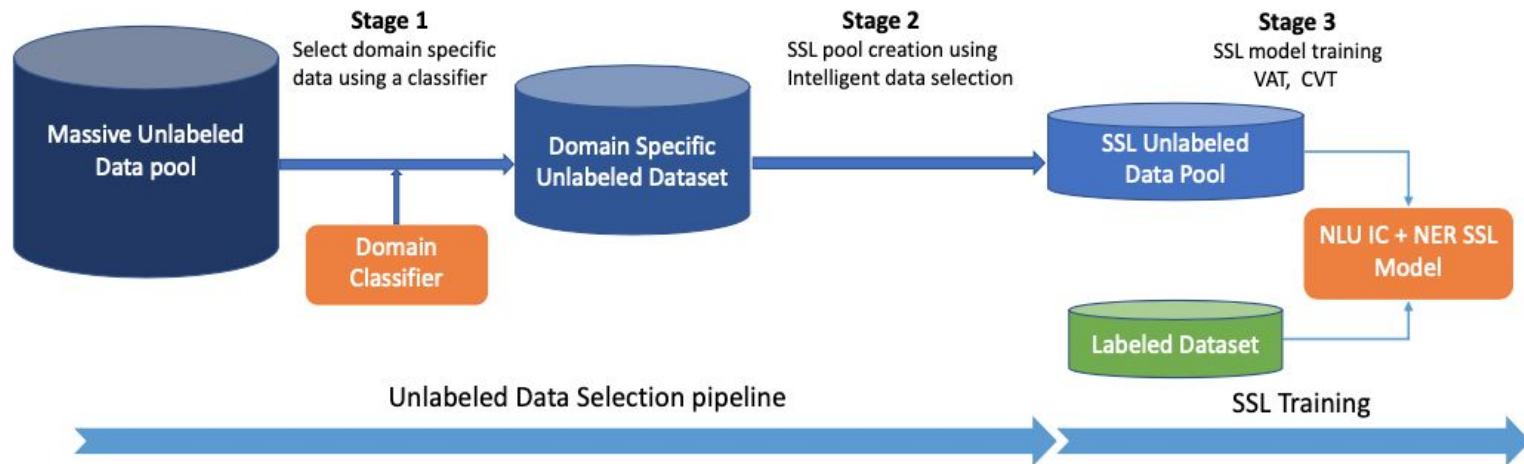 Stage 1
Select domain specific
data using a classifier
Stage 2
SSL pool creation using
Intelligent data selection
Stage 3
SSL model training
VAT, CVT
Massive Unlabeled
Data pool
Domain Specific
Unlabeled Dataset
SSL Unlabeled
Data Pool
Domain
Classifier
NLU IC + NER SSL
Model
Labeled Dataset
Unlabeled Data Selection pipeline
SSL Training